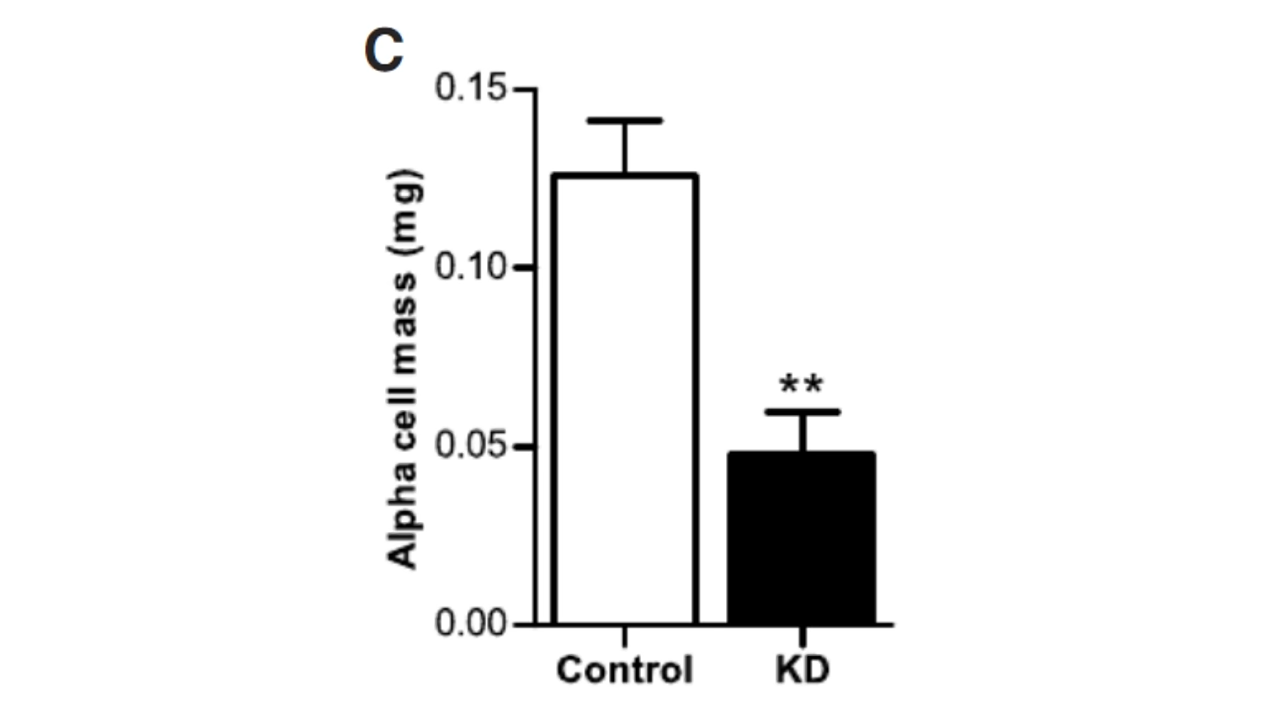 C
0.15
0.10
0.05
0.00
Alpha cell mass (mg)
**
Control
KD